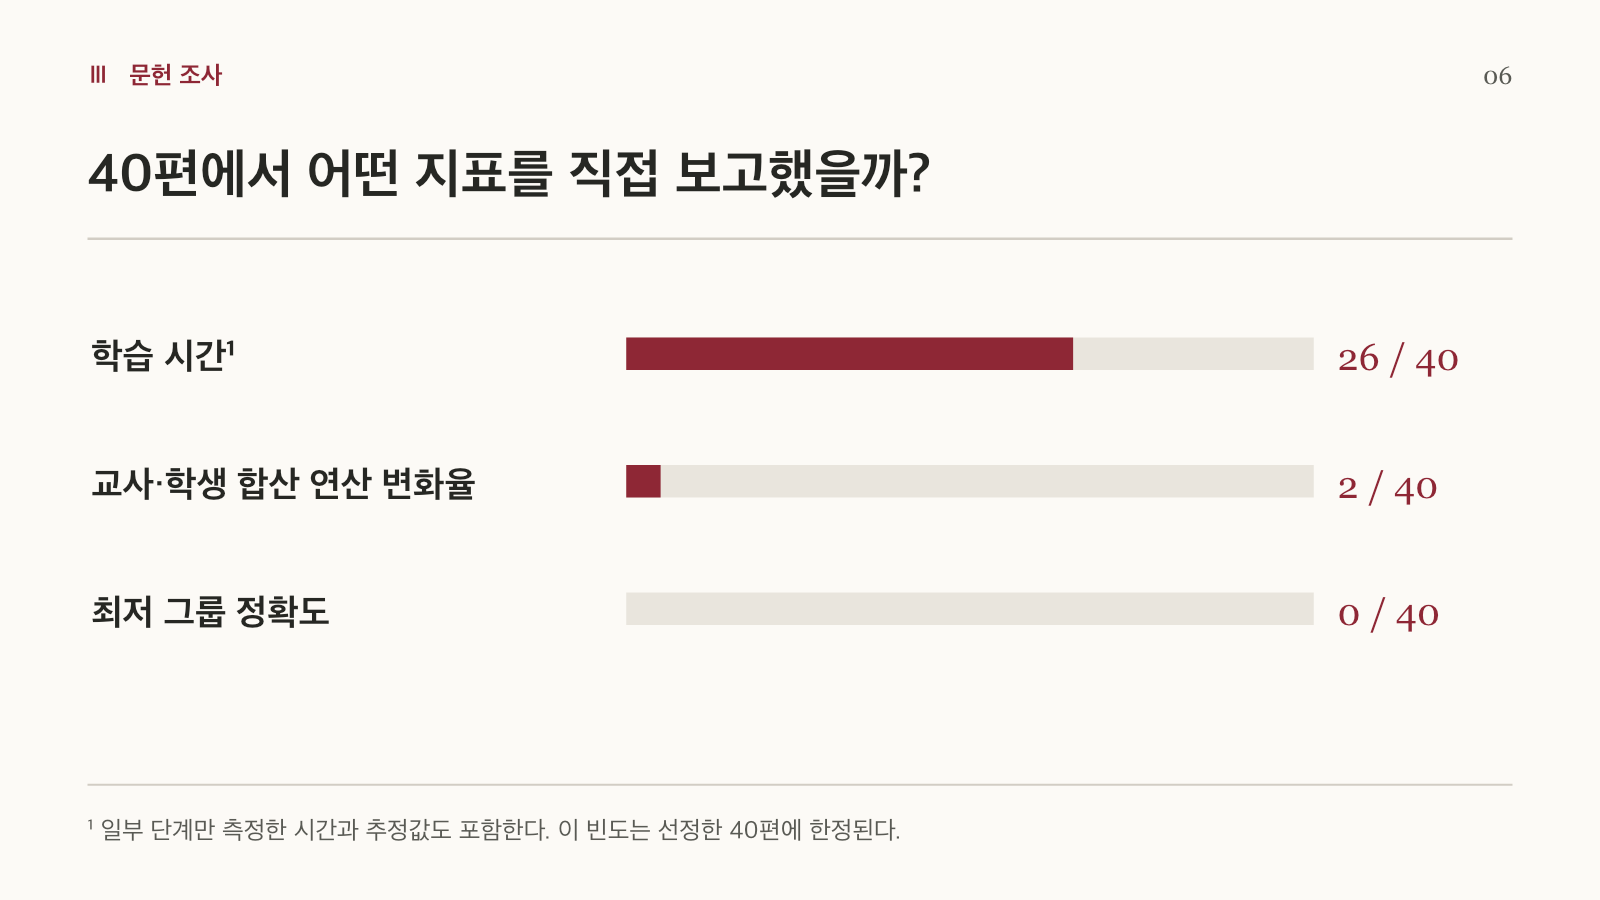 III 문헌 조사
06
40편에서 어떤 지표를 직접 보고했을까?
학습 시간¹
26 / 40
교사·학생 합산 연산 변화율
2 / 40
최저 그룹 정확도
0 / 40
¹ 일부 단계만 측정한 시간과 추정값도 포함한다. 이 빈도는 선정한 40편에 한정된다.